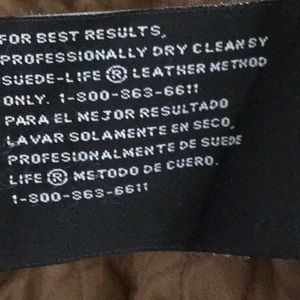 FOR BEST RESULTS,
PROFESSIONALLY DRY CLEAN BY
SUEDE-LIFE ® LEATHER METHOD
ONLY. 1-800-863-6611
PARA EL MEJOR RESULTADO
LAVAR SOLAMENTE EN SECO,
PROFESIONALMENTE DE SUEDE
LIFE ® METODO DE CUERO.
1-800-863-6611